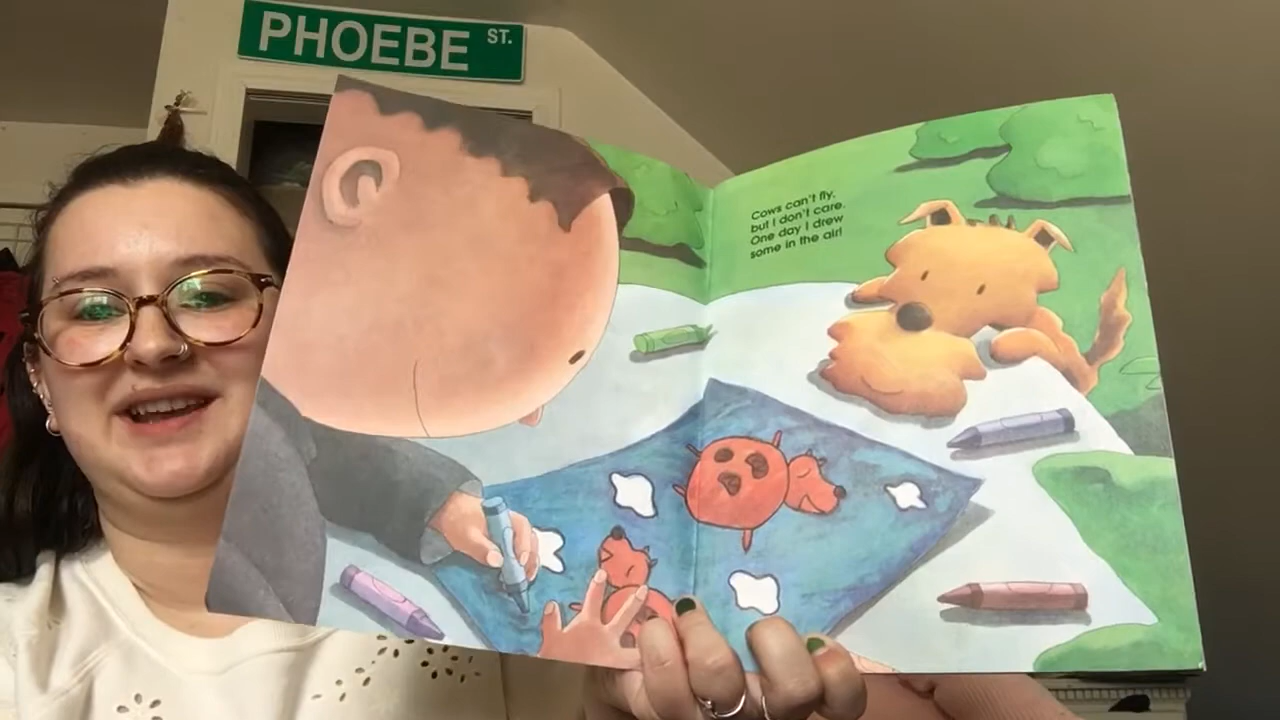 PHOEBE ST.
Cows can't fly,
but I don't care.
One day I drew
some in the air!